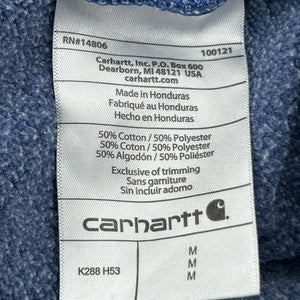 RN#14806 100121
Carhartt, Inc. P.O. Box 600
Dearborn, MI 48121 USA
Made in Honduras
Fabriqué au Honduras
Hecho en Honduras
50% Cotton / 50% Polyester
50% Coton / 50% Polyester
50% Algodón / 50% Poliéster
Exclusive of trimming
Sans garniture
Sin incluir adorno
carhartt
K288 H53
M
M
M